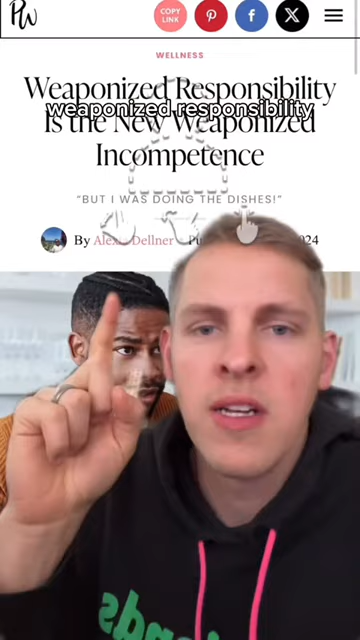 PW
COPY
LINK
WELLNESS
Weaponized Responsibility
weaponized responsibility
Is the New Weaponized
Incompetence
"BUT I WAS DOING THE DISHES!"
By Dellner